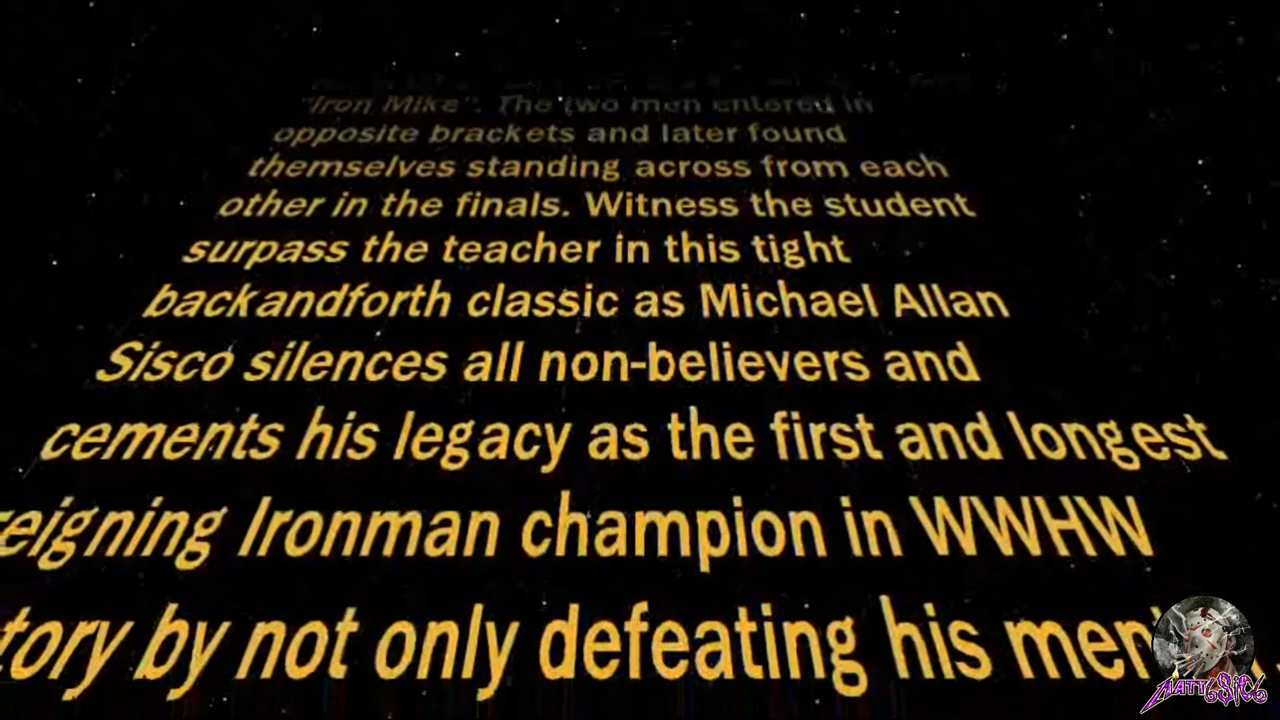 "Iron Mike". The two men entered in
opposite brackets and later found
themselves standing across from each
other in the finals. Witness the student
surpass the teacher in this tight
backandforth classic as Michael Allan
Sisco silences all non-believers and
cements his legacy as the first and longest
reigning Ironman champion in WWHW
tory by not only defeating his men